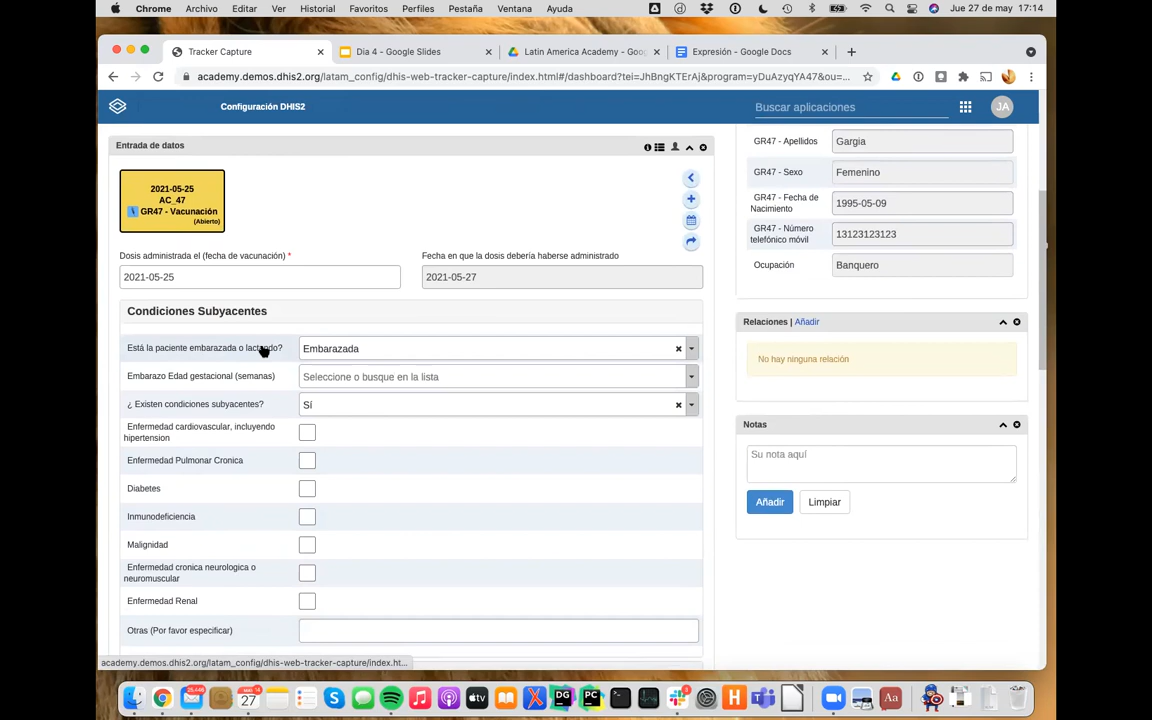 Chrome Archivo Editar Ver Historial Favoritos Perfiles Pestaña Ventana Ayuda Jue 27 de may 17:14
Tracker Capture Dia 4 - Google Slides Latin America Academy - Goo Expresión - Google Docs
academy.demos.dhis2.org/latam_config/dhis-web-tracker-capture/index.html#/dashboard?tei=JhBngKTErAj&program=yDuAzyqYA47&ou=...
Configuración DHIS2 Buscar aplicaciones JA
Entrada de datos
2021-05-25
AC_47
GR47 - Vacunación
(Abierto)
Dosis administrada el (fecha de vacunación) *
2021-05-25
Fecha en que la dosis debería haberse administrado
2021-05-27
Condiciones Subyacentes
Está la paciente embarazada o lactando? Embarazada
Embarazo Edad gestacional (semanas) Seleccione o busque en la lista
¿ Existen condiciones subyacentes? Sí
Enfermedad cardiovascular, incluyendo
hipertension
Enfermedad Pulmonar Cronica
Diabetes
Inmunodeficiencia
Malignidad
Enfermedad cronica neurologica o
neuromuscular
Enfermedad Renal
Otras (Por favor especificar)
GR47 - Apellidos Gargia
GR47 - Sexo Femenino
GR47 - Fecha de
Nacimiento
1995-05-09
GR47 - Número
telefónico móvil
13123123123
Ocupación Banquero
Relaciones | Añadir
No hay ninguna relación
Notas
Su nota aquí
Añadir Limpiar
academy.demos.dhis2.org/latam_config/dhis-web-tracker-capture/index.ht...